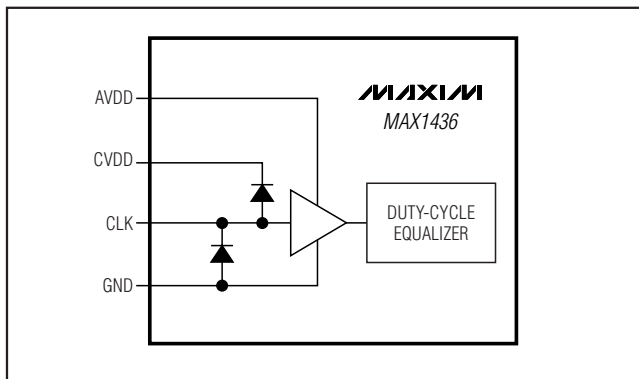 AVDD
MAXIM
MAX1436
CVDD
CLK
DUTY-CYCLE
EQUALIZER
GND